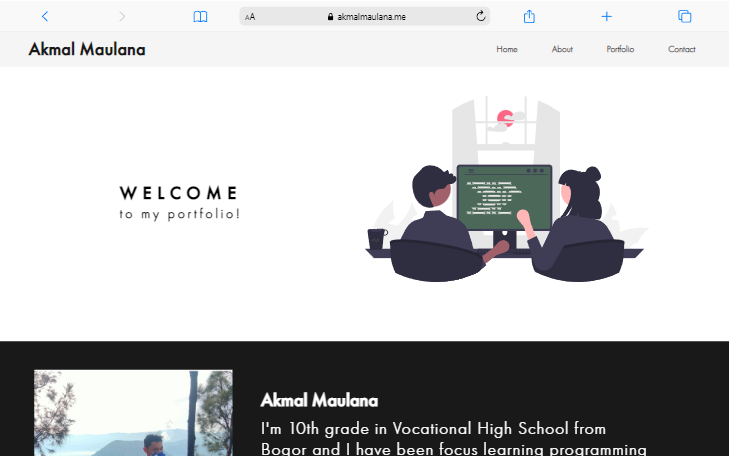 AA akmalmaulana.me
Akmal Maulana Home About Portfolio Contact
WELCOME
to my portfolio!
Akmal Maulana
I'm 10th grade in Vocational High School from
Bogor and I have been focus learning programming